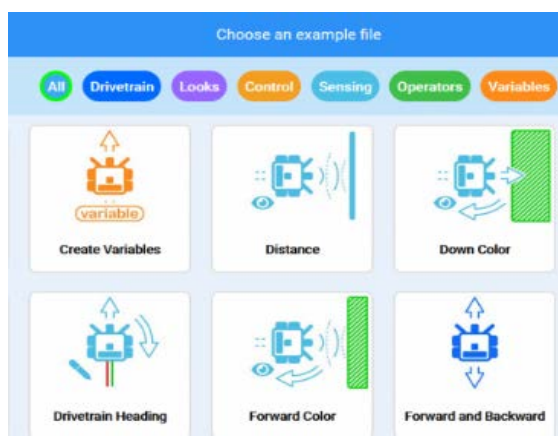 Choose an example file
All Drivetrain Looks Control Sensing Operators Variables
(variable)
Create Variables Distance Down Color
Drivetrain Heading Forward Color Forward and Backward